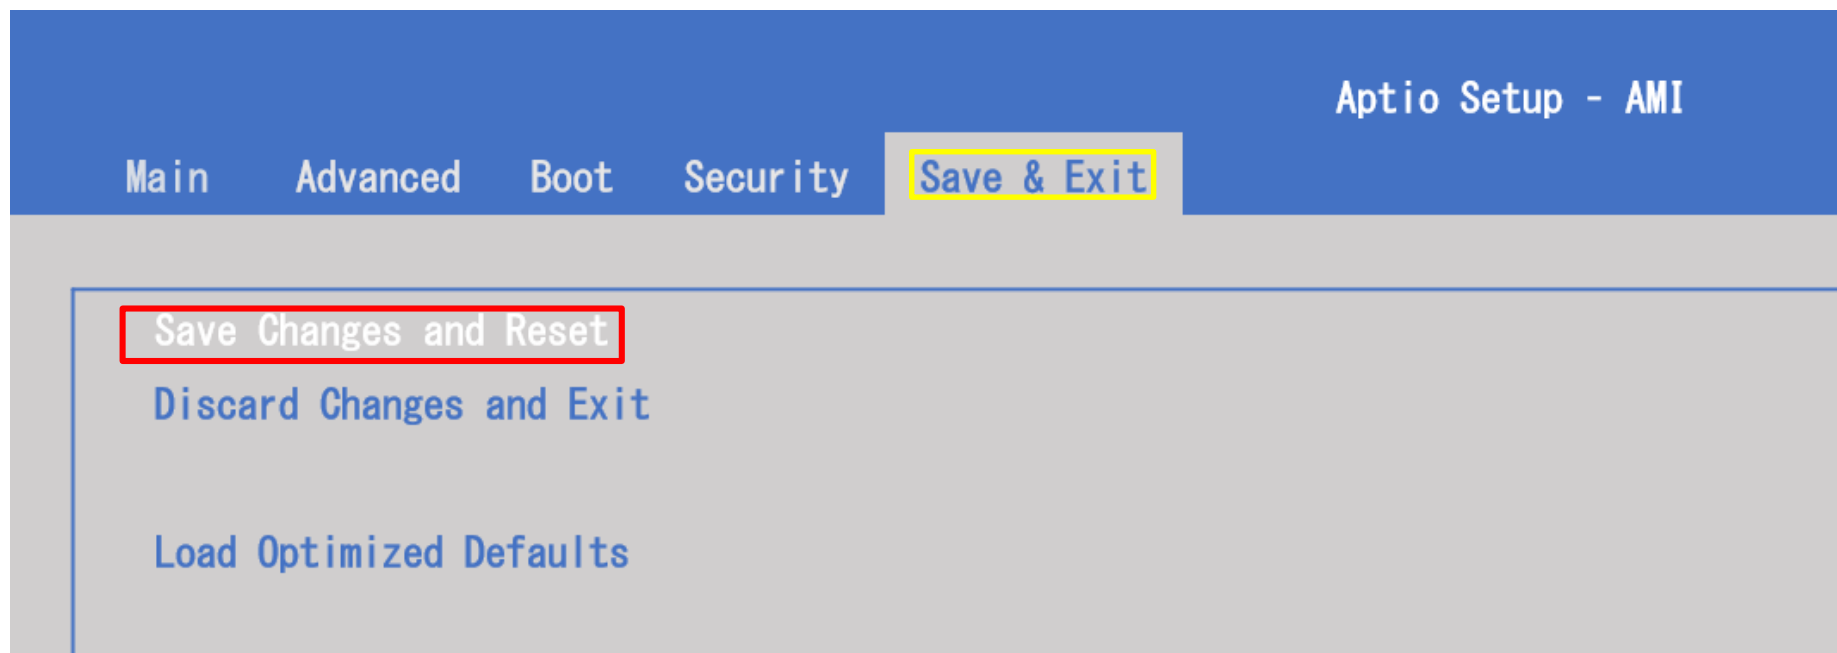 Aptio Setup - AMI
Main Advanced Boot Security Save & Exit
Save Changes and Reset
Discard Changes and Exit
Load Optimized Defaults